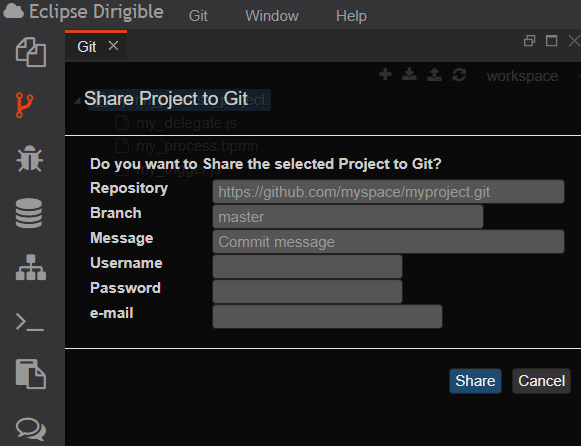 Eclipse Dirigible Git Window Help
Git
workspace
Share Project to Git
my_delegate.js
my_process.bpmn
Do you want to Share the selected Project to Git?
Repository https://github.com/myspace/myproject.git
Branch master
Message Commit message
Username
Password
e-mail
Share Cancel